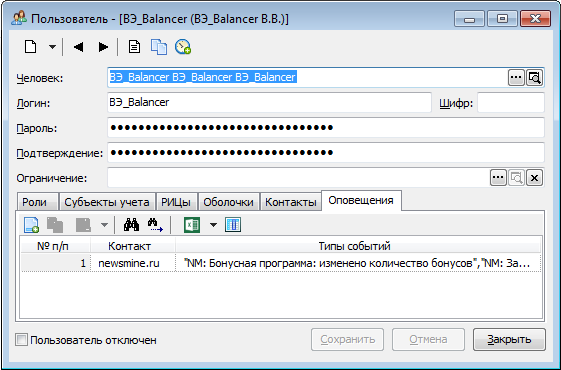 Пользователь - [ВЭ_Balancer (ВЭ_Balancer В.В.)]
Человек: ВЭ_Balancer ВЭ_Balancer ВЭ_Balancer
Логин: ВЭ_Balancer Шифр:
Пароль: ••••••••••••••••••••••••••••••••
Подтверждение: ••••••••••••••••••••••••••••••••
Ограничение:
Роли Субъекты учета РИЦы Оболочки Контакты Оповещения
№ п/п Контакт Типы событий
1 newsmine.ru "NM: Бонусная программа: изменено количество бонусов","NM: За...
Пользователь отключен Сохранить Отмена Закрыть